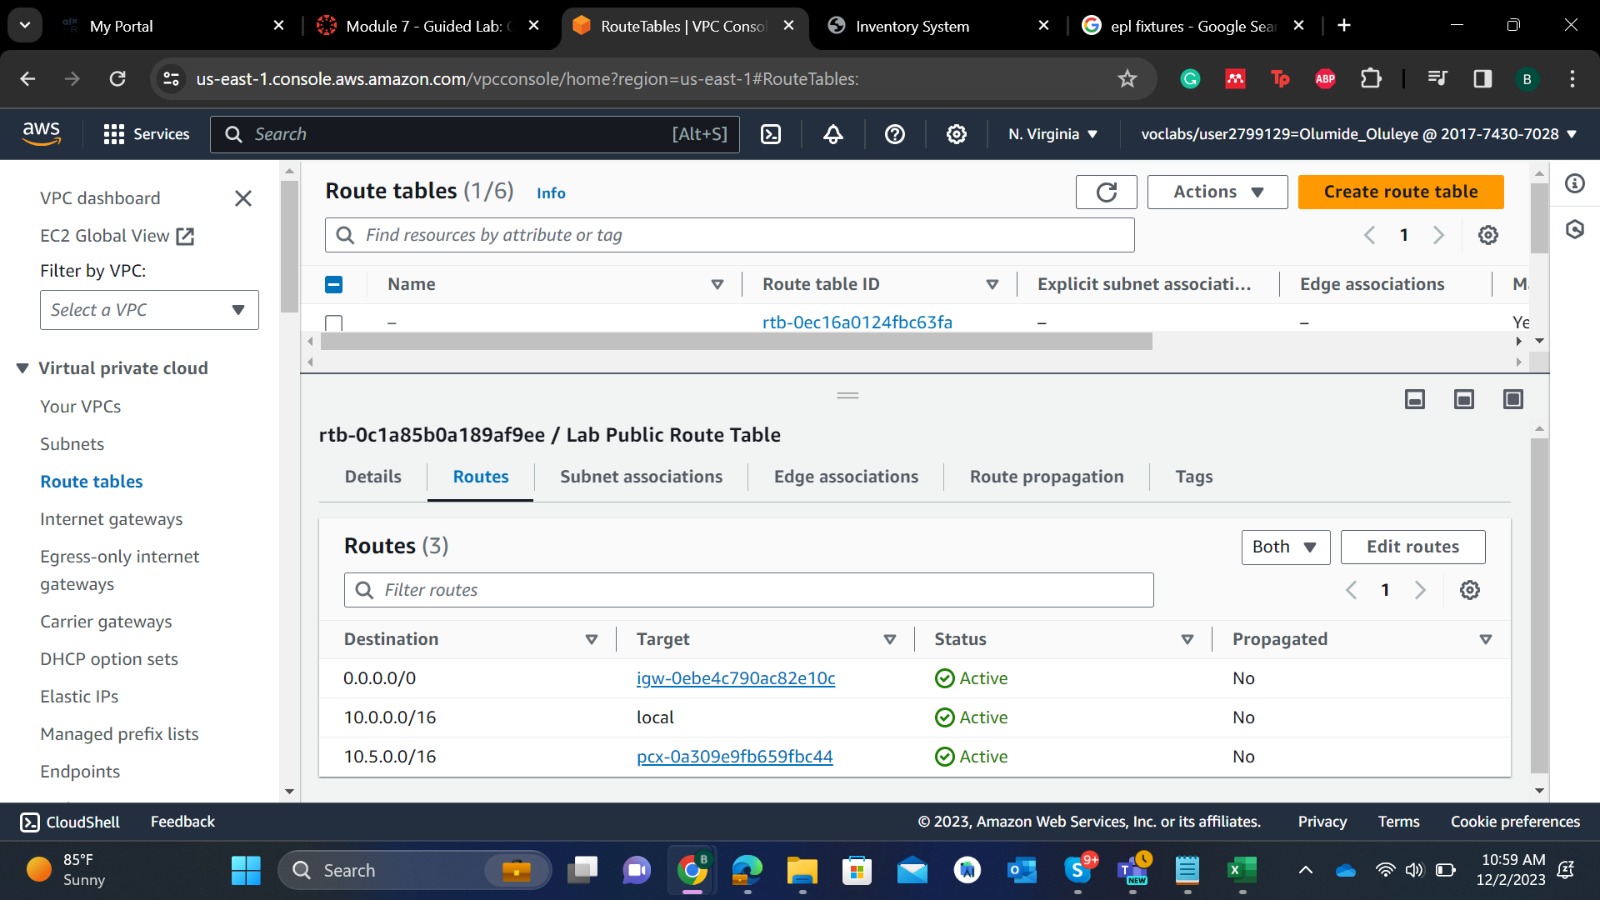 My Portal
Module 7 - Guided Lab:
RouteTables | VPC Conso
Inventory System
epl fixtures - Google Sear
us-east-1.console.aws.amazon.com/vpcconsole/home?region=us-east-1#RouteTables:
B
aws
Services
Search
[Alt+S]
N. Virginia
voclabs/user2799129=Olumide_Oluleye @ 2017-7430-7028
VPC dashboard
EC2 Global View
Filter by VPC:
Select a VPC
Virtual private cloud
Your VPCs
Subnets
Route tables
Internet gateways
Egress-only internet
gateways
Carrier gateways
DHCP option sets
Elastic IPs
Managed prefix lists
Endpoints
Route tables (1/6) Info
Actions
Create route table
Find resources by attribute or tag
1
Name Route table ID Explicit subnet associati... Edge associations M
– rtb-0ec16a0124fbc63fa – – Ye
rtb-0c1a85b0a189af9ee / Lab Public Route Table
Details Routes Subnet associations Edge associations Route propagation Tags
Routes (3)
Both
Edit routes
Filter routes
1
Destination Target Status Propagated
0.0.0.0/0 igw-0ebe4c790ac82e10c Active No
10.0.0.0/16 local Active No
10.5.0.0/16 pcx-0a309e9fb659fbc44 Active No
CloudShell Feedback © 2023, Amazon Web Services, Inc. or its affiliates. Privacy Terms Cookie preferences
85°F
Sunny
Search
9+
NEW
10:59 AM
12/2/2023